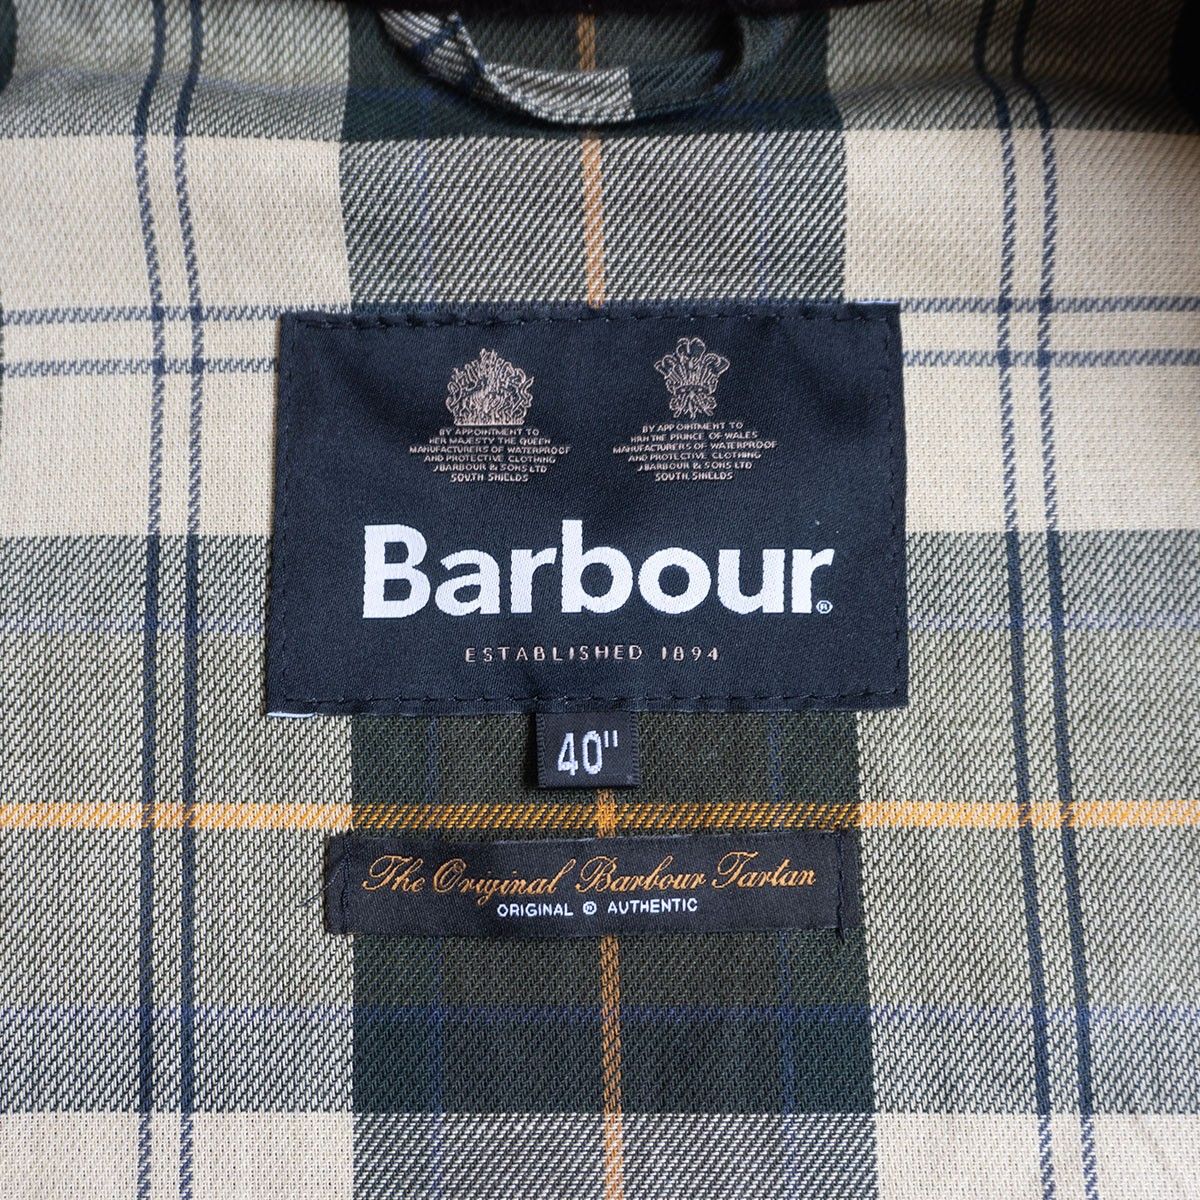 BY APPOINTMENT TO
HER MAJESTY THE QUEEN
MANUFACTURERS OF WATERPROOF
AND PROTECTIVE CLOTHING
J BARBOUR & SONS LTD
SOUTH SHIELDS
BY APPOINTMENT TO
HRH THE PRINCE OF WALES
MANUFACTURERS OF WATERPROOF
AND PROTECTIVE CLOTHING
J BARBOUR & SONS LTD
SOUTH SHIELDS
Barbour®
ESTABLISHED 1894
40"
The Original Barbour Tartan
ORIGINAL ® AUTHENTIC